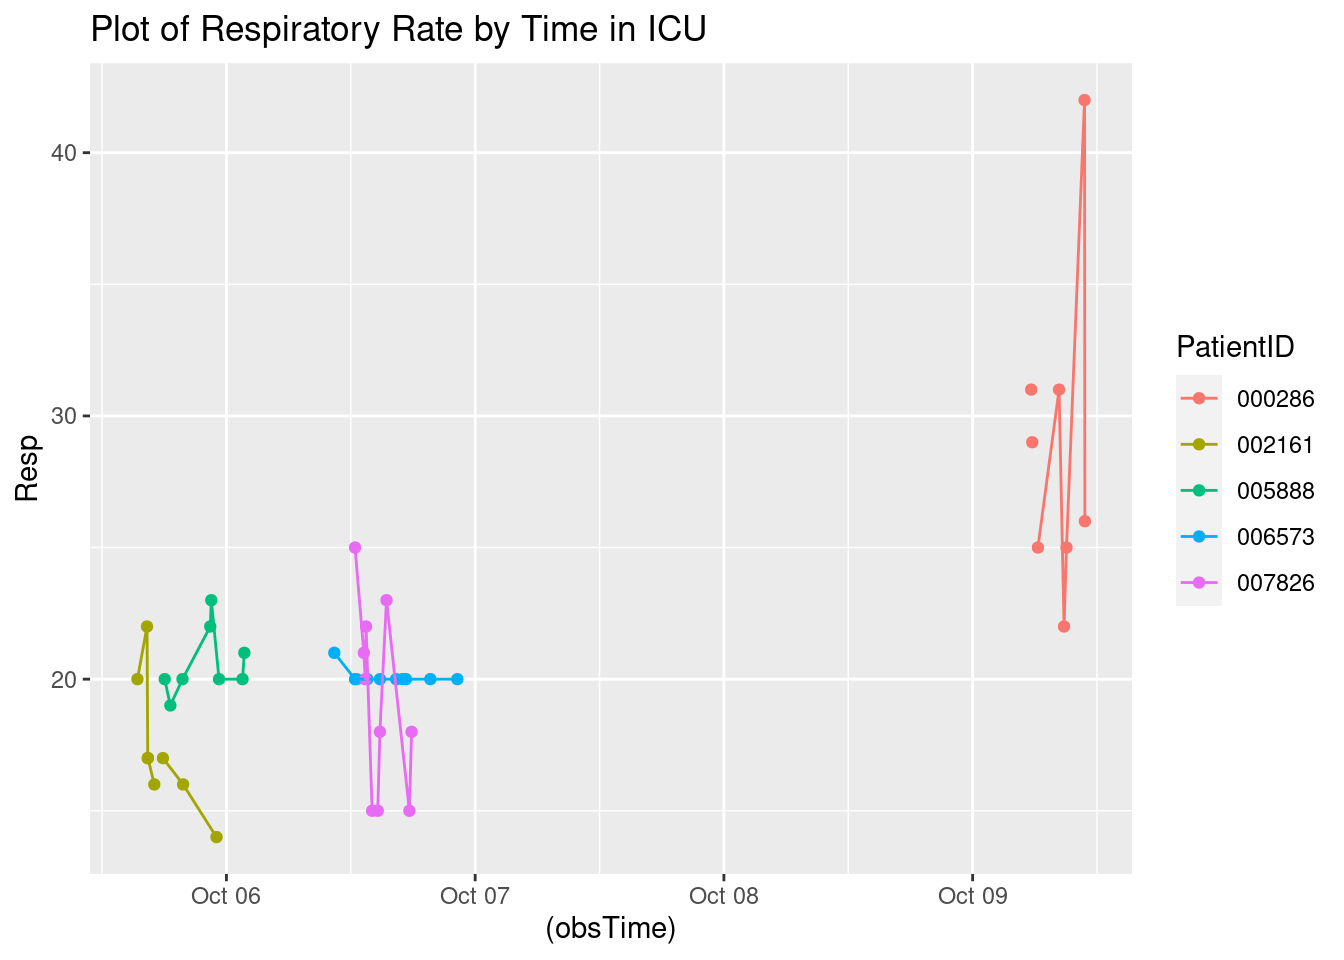 Plot of Respiratory Rate by Time in ICU
40
30
20
Resp
Oct 06
Oct 07
Oct 08
Oct 09
(obsTime)
PatientID
000286
002161
005888
006573
007826